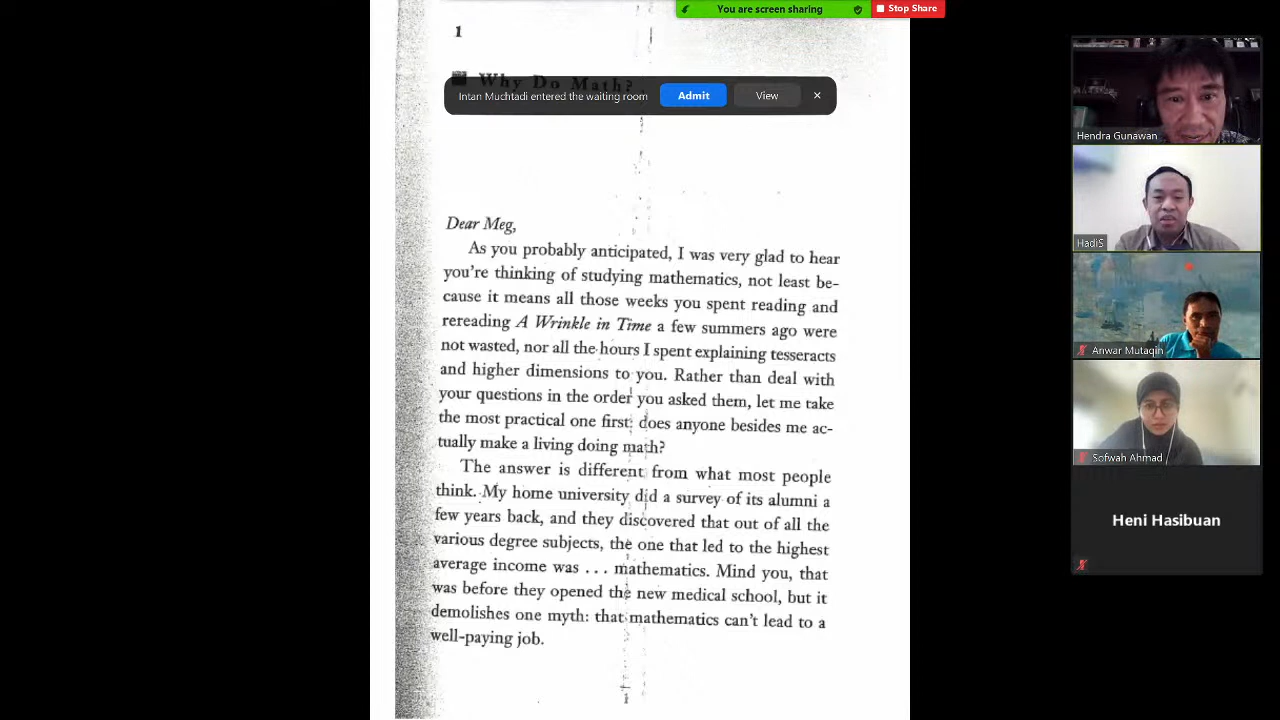 You are screen sharing
Stop Share
1
Why Do Math?
Intan Muchtadi entered the waiting room
Admit
View
×
Dear Meg,
As you probably anticipated, I was very glad to hear
you're thinking of studying mathematics, not least be-
cause it means all those weeks you spent reading and
rereading A Wrinkle in Time a few summers ago were
not wasted, nor all the hours I spent explaining tesseracts
and higher dimensions to you. Rather than deal with
your questions in the order you asked them, let me take
the most practical one first: does anyone besides me ac-
tually make a living doing math?
The answer is different from what most people
think. My home university did a survey of its alumni a
few years back, and they discovered that out of all the
various degree subjects, the one that led to the highest
average income was . . . mathematics. Mind you, that
was before they opened the new medical school, but it
demolishes one myth: that mathematics can't lead to a
well-paying job.
Hendra Gunawan
HadiS
Anwar Mutaqin
Sofwah Ahmad
Heni Hasibuan